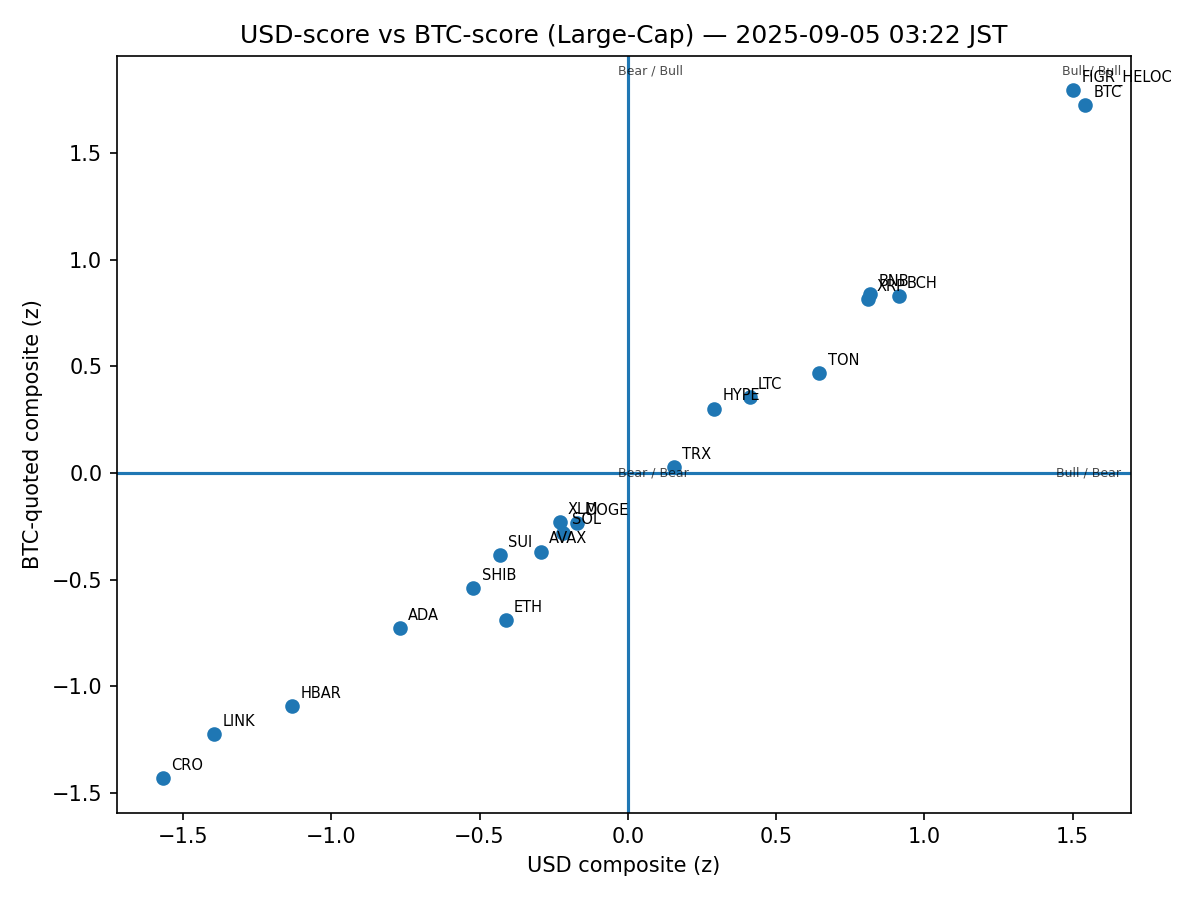 USD-score vs BTC-score (Large-Cap) — 2025-09-05 03:22 JST
Bear / Bull
Bull / Bull
FIGR_HELOC
BTC
1.5
1.0
BNB
BCH
XRP
0.5
TON
LTC
HYPE
TRX
0.0
Bear / Bear
Bull / Bear
XLM
DOGE
SOL
AVAX
SUI
−0.5
SHIB
ETH
ADA
−1.0
HBAR
LINK
CRO
−1.5
−1.5
−1.0
−0.5
0.0
0.5
1.0
1.5
USD composite (z)
BTC-quoted composite (z)